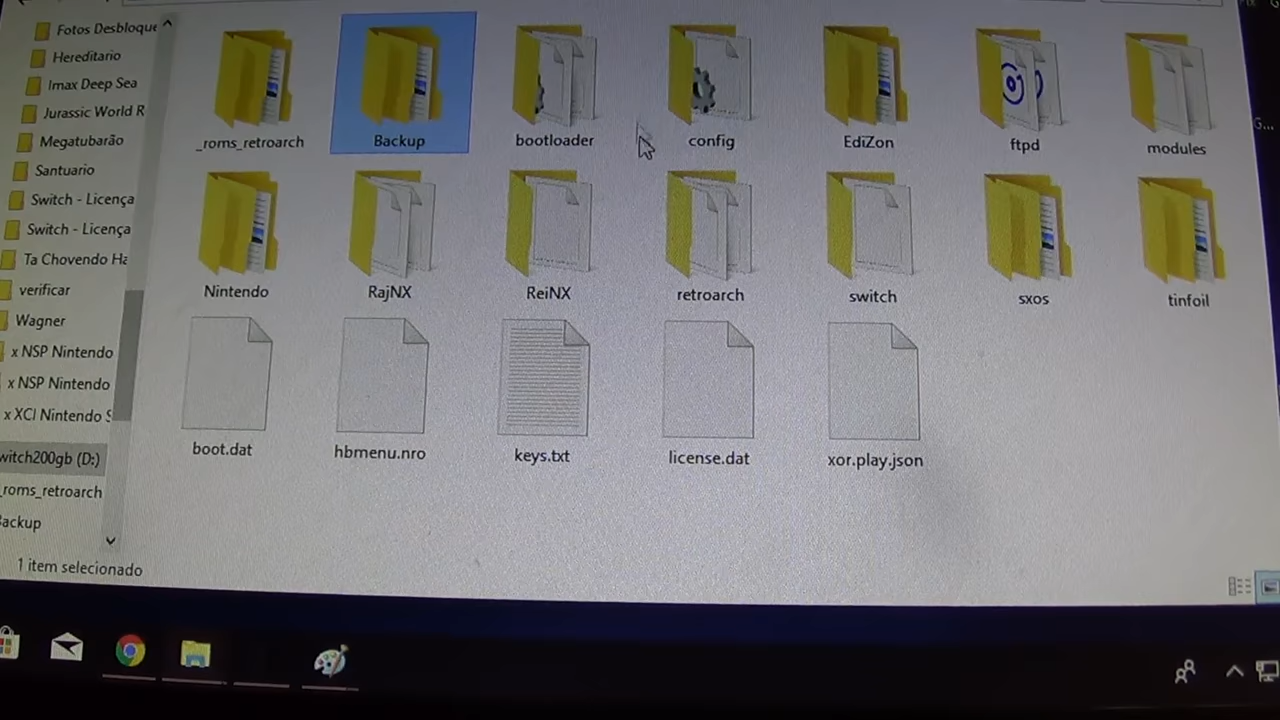 Fotos Desbloque
Hereditario
Imax Deep Sea
Jurassic World R
Megatubarão
Santuario
Switch - Licença
Switch - Licença
Ta Chovendo Ha
verificar
Wagner
x NSP Nintendo
x NSP Nintendo
x XCI Nintendo S
witch200gb (D:)
_roms_retroarch
Backup
1 item selecionado
_roms_retroarch
Backup
bootloader
config
EdiZon
ftpd
modules
Nintendo
RajNX
ReiNX
retroarch
switch
sxos
tinfoil
boot.dat
hbmenu.nro
keys.txt
license.dat
xor.play.json
G...